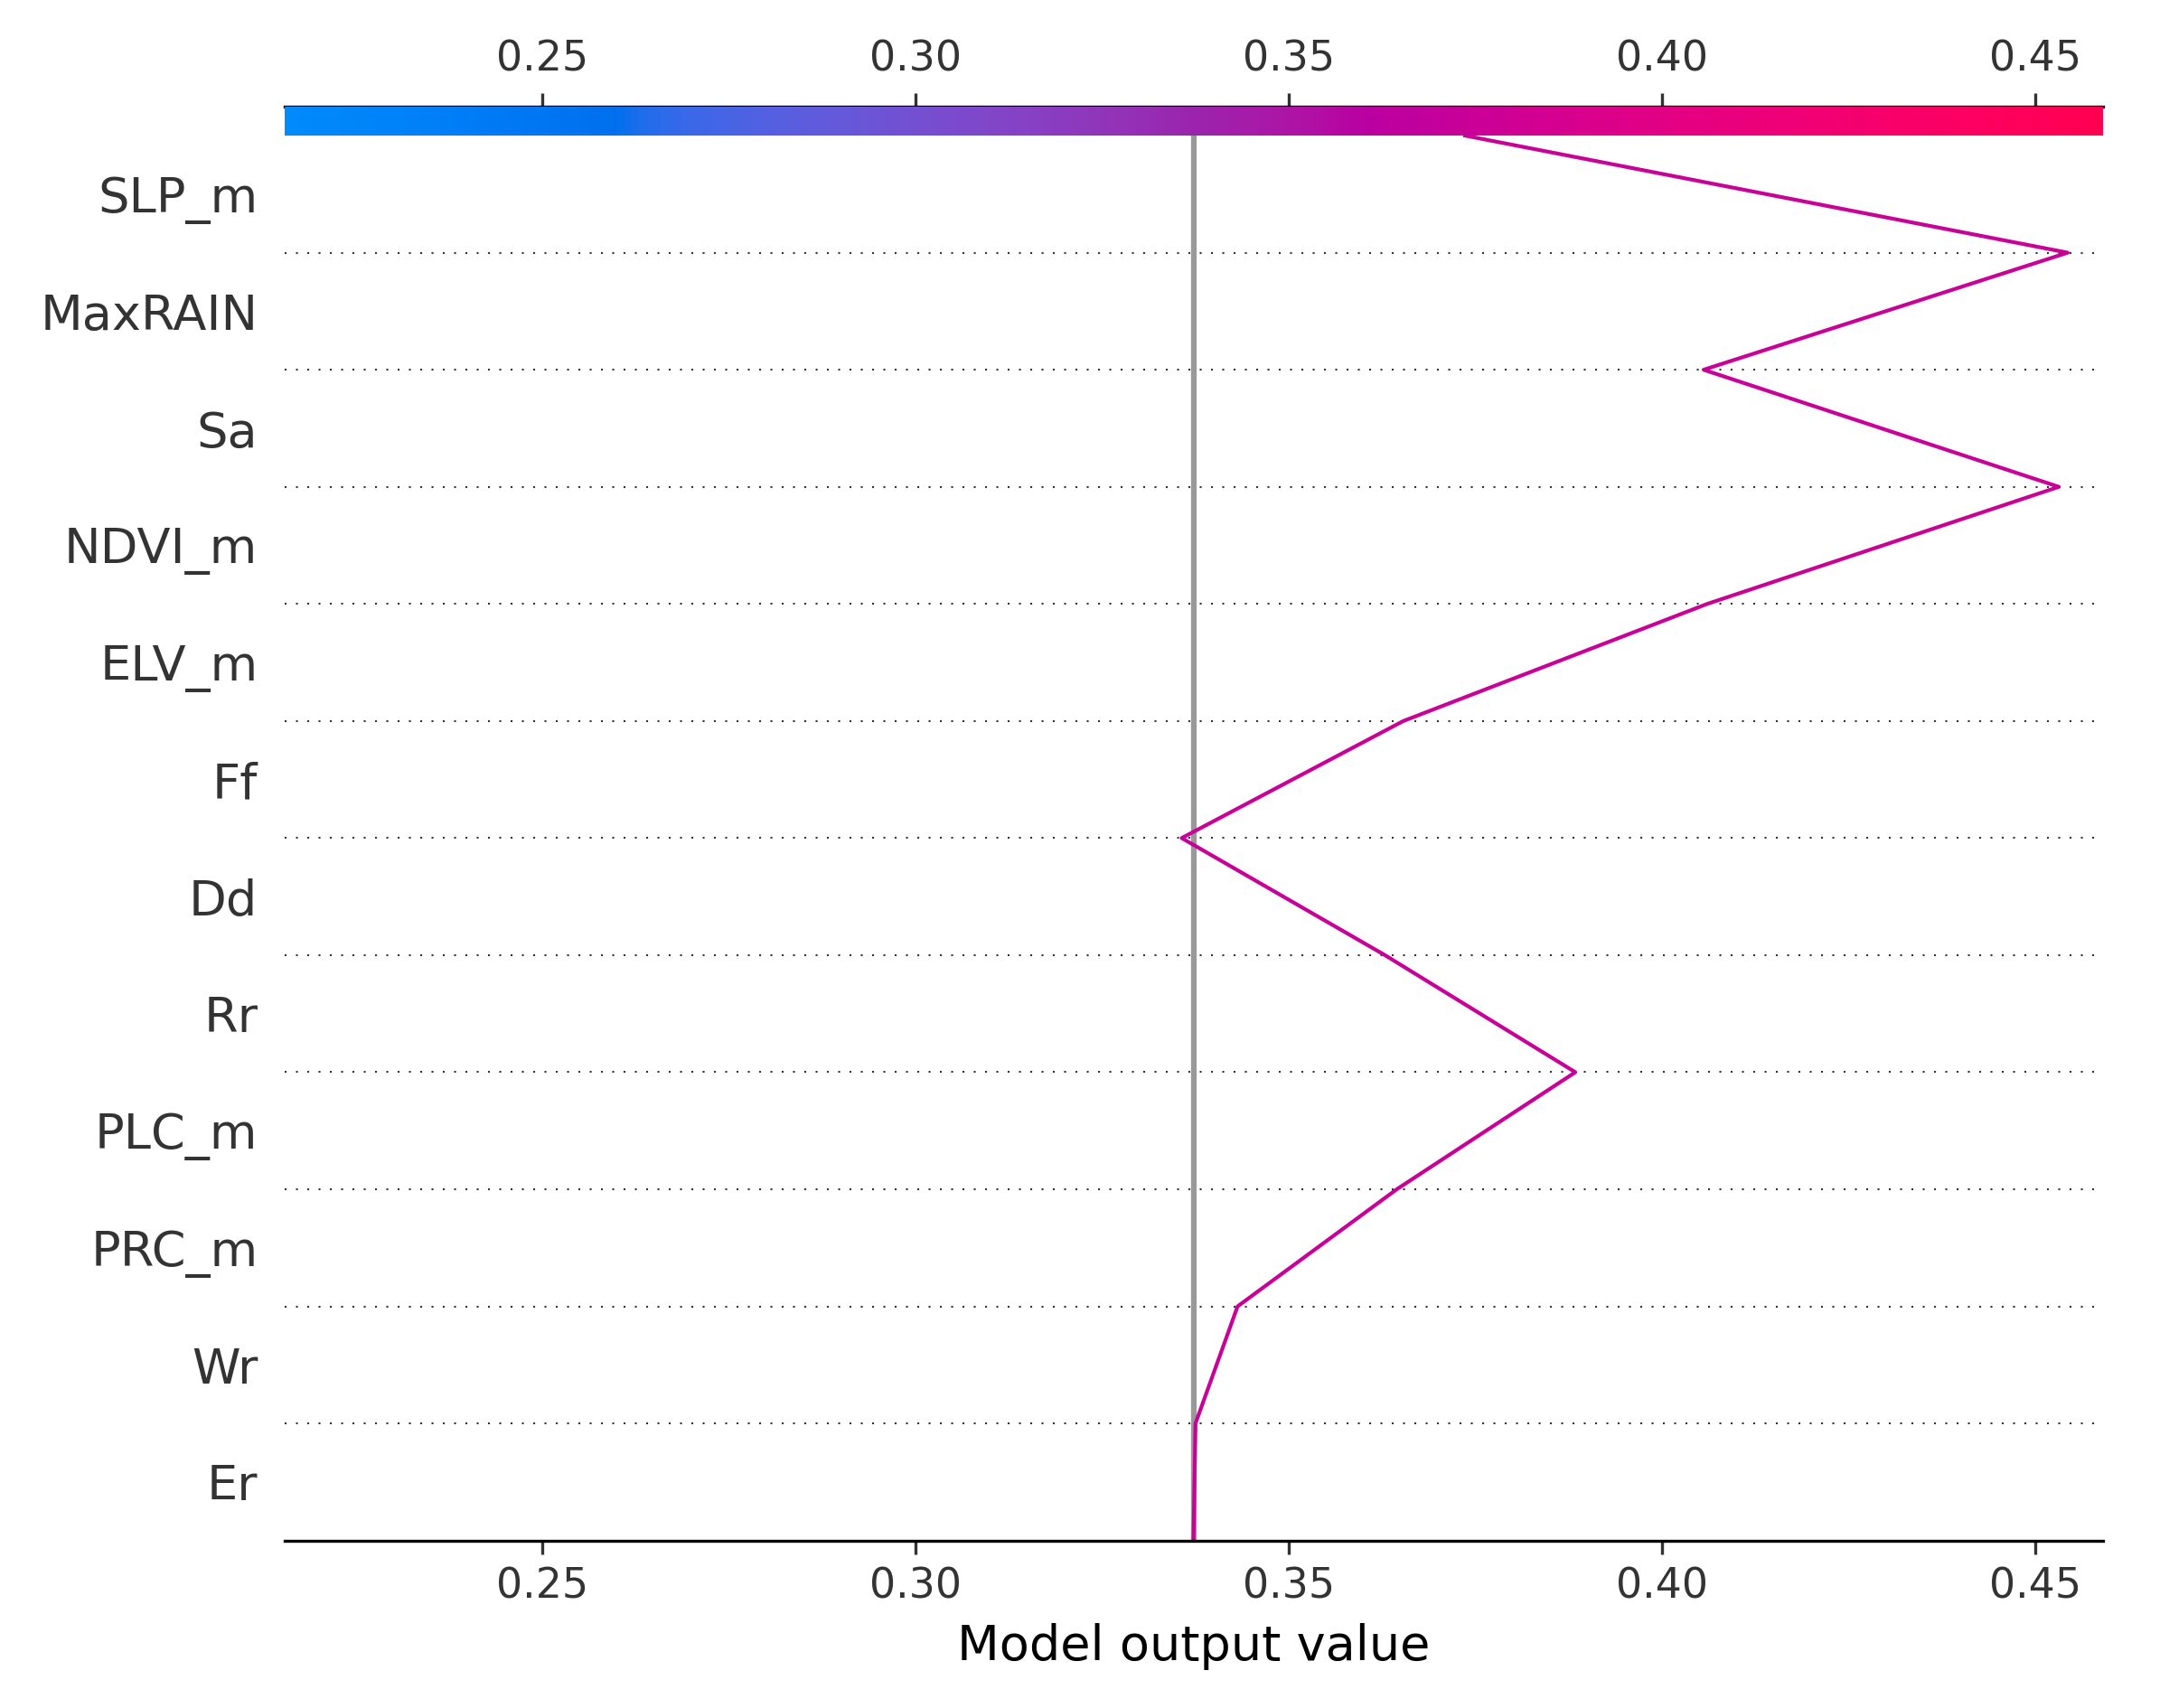 0.25 0.30 0.35 0.40 0.45
SLP_m
MaxRAIN
Sa
NDVI_m
ELV_m
Ff
Dd
Rr
PLC_m
PRC_m
Wr
Er
0.25 0.30 0.35 0.40 0.45
Model output value